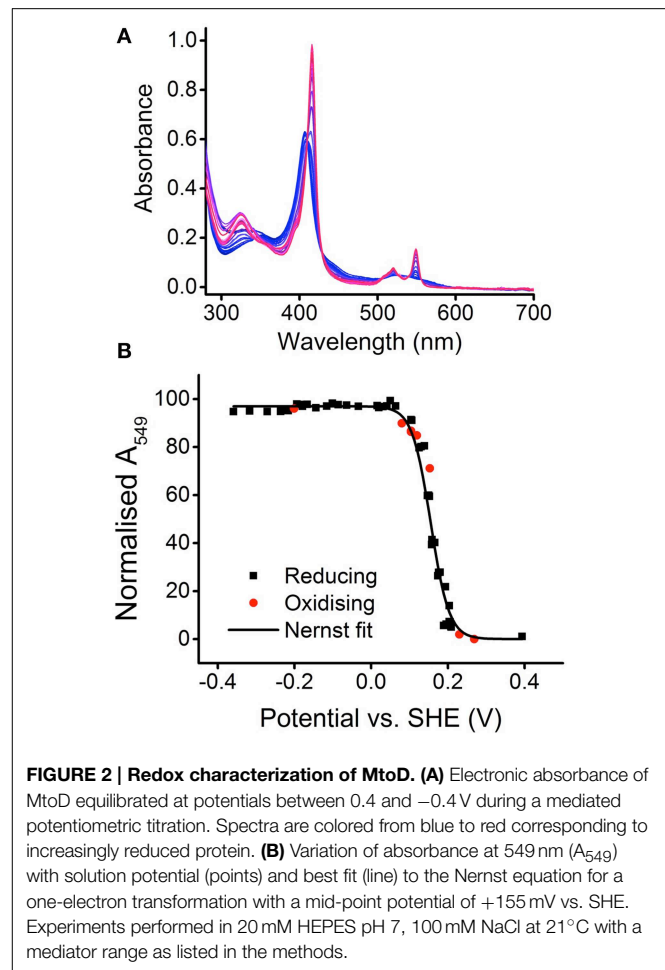 A
1.0
0.8
0.6
0.4
0.2
0.0
Absorbance
300 400 500 600 700
Wavelength (nm)
B
100
80
60
40
20
0
Normalised A549
Reducing
Oxidising
Nernst fit
-0.4 -0.2 0.0 0.2 0.4
Potential vs. SHE (V)
FIGURE 2 | Redox characterization of MtoD. (A) Electronic absorbance of
MtoD equilibrated at potentials between 0.4 and −0.4 V during a mediated
potentiometric titration. Spectra are colored from blue to red corresponding to
increasingly reduced protein. (B) Variation of absorbance at 549 nm (A549)
with solution potential (points) and best fit (line) to the Nernst equation for a
one-electron transformation with a mid-point potential of +155 mV vs. SHE.
Experiments performed in 20 mM HEPES pH 7, 100 mM NaCl at 21°C with a
mediator range as listed in the methods.